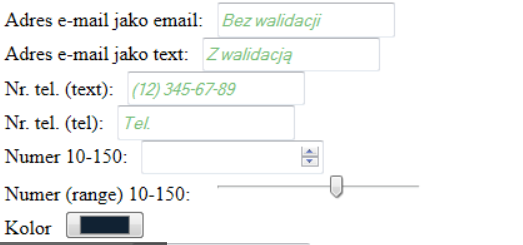 Adres e-mail jako email: Bez walidacji
Adres e-mail jako text: Z walidacją
Nr. tel. (text): (12) 345-67-89
Nr. tel. (tel): Tel.
Numer 10-150:
Numer (range) 10-150:
Kolor